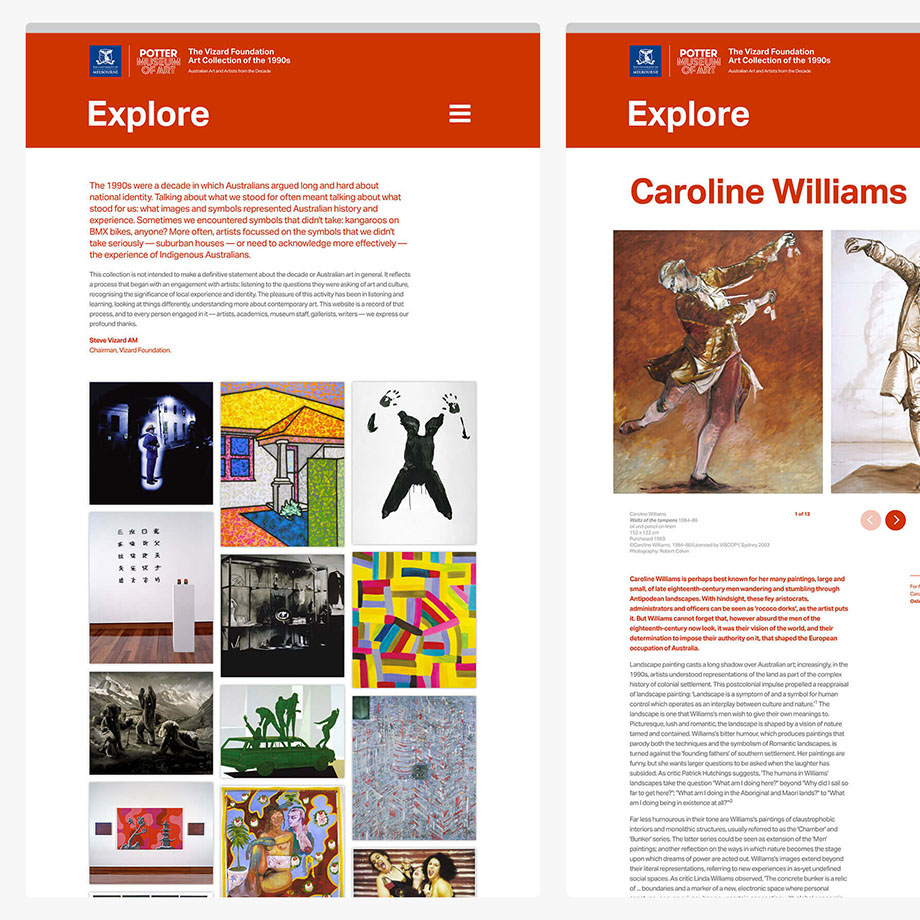 THE UNIVERSITY OF
MELBOURNE
POTTER
MUSEUM
OF ART
The Vizard Foundation
Art Collection of the 1990s
Australian Art and Artists from the Decade
Explore
The 1990s were a decade in which Australians argued long and hard about
national identity. Talking about what we stood for often meant talking about what
stood for us: what images and symbols represented Australian history and
experience. Sometimes we encountered symbols that didn't take: kangaroos on
BMX bikes, anyone? More often, artists focussed on the symbols that we didn't
take seriously — suburban houses — or need to acknowledge more effectively —
the experience of Indigenous Australians.
This collection is not intended to make a definitive statement about the decade or Australian art in general. It reflects
a process that began with an engagement with artists: listening to the questions they were asking of art and culture,
recognising the significance of local experience and identity. The pleasure of this activity has been in listening and
learning, looking at things differently, understanding more about contemporary art. This website is a record of that
process, and to every person engaged in it — artists, academics, museum staff, gallerists, writers — we express our
profound thanks.
Steve Vizard AM
Chairman, Vizard Foundation.
THE UNIVERSITY OF
MELBOURNE
POTTER
MUSEUM
OF ART
The Vizard Foundation
Art Collection of the 1990s
Australian Art and Artists from the Decade
Explore
Caroline Williams
Caroline Williams
Waltz of the tampons 1984–86
oil and pencil on linen
152 x 122 cm
Purchased 1993
©Caroline Williams, 1984–86/Licensed by VISCOPY, Sydney 2003
Photography: Robert Colvin
1 of 13
Caroline Williams is perhaps best known for her many paintings, large and
small, of late eighteenth-century men wandering and stumbling through
Antipodean landscapes. With hindsight, these fey aristocrats,
administrators and officers can be seen as 'rococo dorks', as the artist puts
it. But Williams cannot forget that, however absurd the men of the
eighteenth-century now look, it was their vision of the world, and their
determination to impose their authority on it, that shaped the European
occupation of Australia.
Landscape painting casts a long shadow over Australian art; increasingly, in the
1990s, artists understood representations of the land as part of the complex
history of colonial settlement. This postcolonial impulse propelled a reappraisal
of landscape painting: 'Landscape is a symptom of and a symbol for human
control which operates as an interplay between culture and nature.'1 The
landscape is one that Williams's men wish to give their own meanings to.
Picturesque, lush and romantic, the landscape is shaped by a vision of nature
tamed and contained. Williams's bitter humour, which produces paintings that
parody both the techniques and the symbolism of Romantic landscapes, is
turned against the 'founding fathers' of southern settlement. Her paintings are
funny, but she wants larger questions to be asked when the laughter has
subsided. As critic Patrick Hutchings suggests, 'The humans in Williams'
landscapes take the question "What am I doing here?" beyond "Why did I sail so
far to get here?"; "What am I doing in the Aboriginal and Maori lands?" to "What
am I doing being in existence at all?"'2
Far less humourous in their tone are Williams's paintings of claustrophobic
interiors and monolithic structures, usually referred to as the 'Chamber' and
'Bunker' series. The latter series could be seen as extension of the 'Men'
paintings; another reflection on the ways in which nature becomes the stage
upon which dreams of power are acted out. Williams's images extend beyond
their literal representations, referring to new experiences in as-yet undefined
social spaces. As critic Linda Williams observed, 'The concrete bunker is a relic
of ... boundaries and a marker of a new, electronic space where personal
For f
Caro